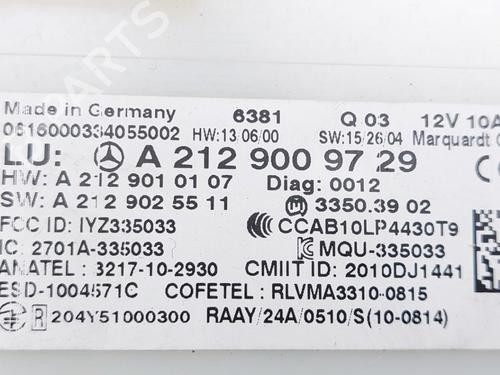 PARTS
Made in Germany 6381 Q 03 12V 10A
0616000334055002 HW:13/06/00 SW:15/26/04 Marquardt
LU: A 212 900 97 29
HW: A 212 901 01 07 Diag: 0012
SW: A 212 902 55 11 3350.3902
FCC ID: IYZ335033 CCAB10LP4430T9
IC: 2701A-335033 MQU-335033
ANATEL : 3217-10-2930 CMIIT ID: 2010DJ1441
ESD-1004571C COFETEL : RLVMA3310-0815
R 204Y51000300 RAAY/24A/0510/S(10-0814)